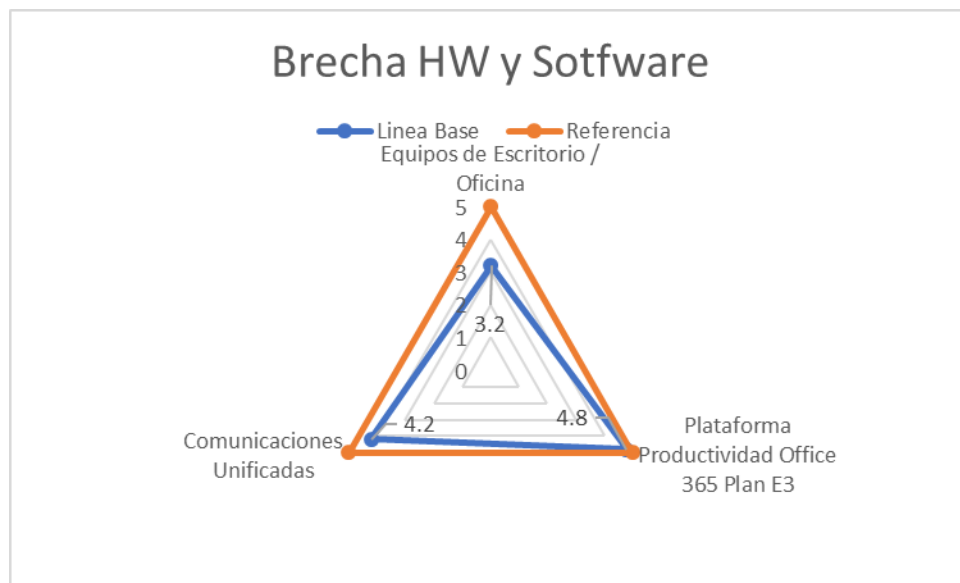 Brecha HW y Sotfware
Linea Base
Referencia
Equipos de Escritorio /
Oficina
5
4
3
2
1
0
3.2
4.8
4.2
Plataforma
Productividad Office
365 Plan E3
Comunicaciones
Unificadas